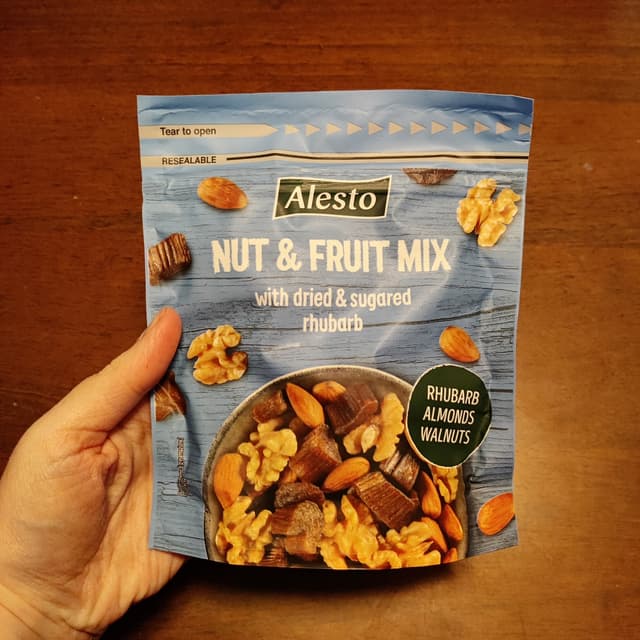 Tear to open
RESEALABLE
Alesto
NUT & FRUIT MIX
with dried & sugared
rhubarb
RHUBARB
ALMONDS
WALNUTS